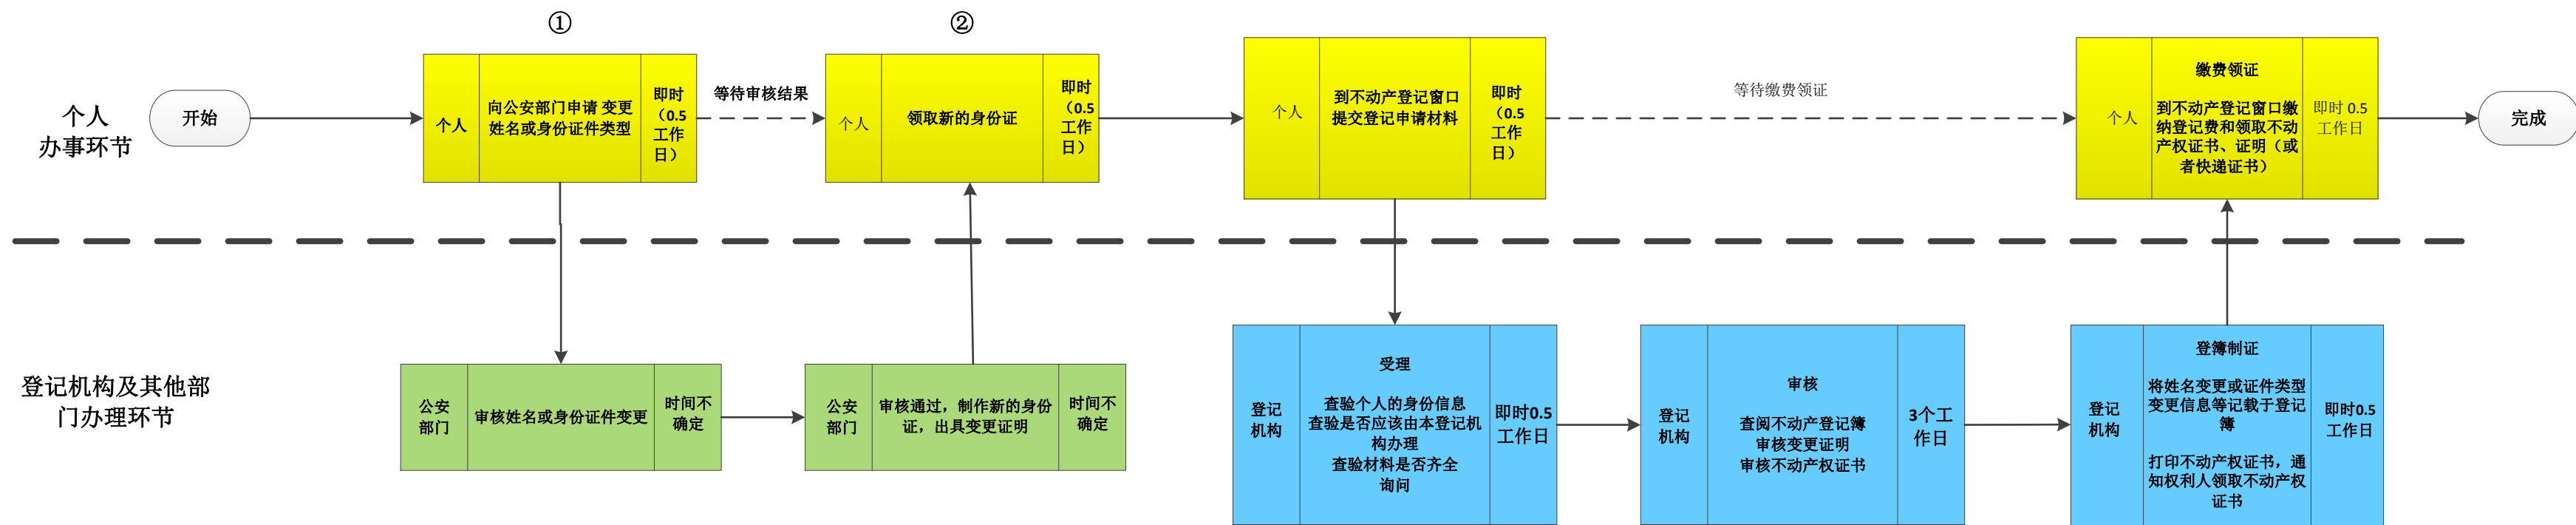 ①
②
个人
办事环节
开始
个人
向公安部门申请 变更
姓名或身份证件类型
即时
（0.5
工作
日）
等待审核结果
个人
领取新的身份证
即时
（0.5
工作
日）
个人
到不动产登记窗口
提交登记申请材料
即时
（0.5
工作
日）
等待缴费领证
个人
缴费领证
到不动产登记窗口缴
纳登记费和领取不动
产权证书、证明（或
者快递证书）
即时 0.5
工作日
完成
登记机构及其他部
门办理环节
公安
部门
审核姓名或身份证件变更
时间不
确定
公安
部门
审核通过，制作新的身份
证，出具变更证明
时间不
确定
登记
机构
受理
查验个人的身份信息
查验是否应该由本登记机
构办理
查验材料是否齐全
询问
即时0.5
工作日
登记
机构
审核
查阅不动产登记簿
审核变更证明
审核不动产权证书
3个工
作日
登记
机构
登簿制证
将姓名变更或证件类型
变更信息等记载于登记
簿
打印不动产权证书，通
知权利人领取不动产权
证书
即时0.5
工作日